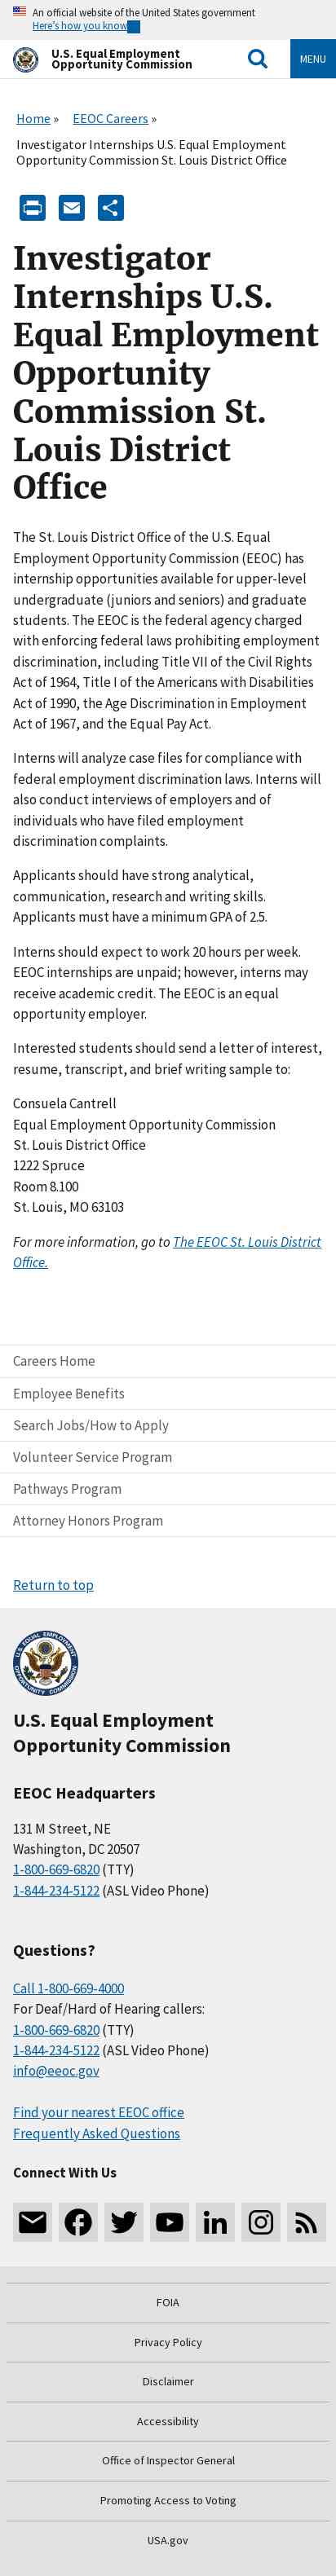 An official website of the United States government
Here's how you know
U.S. Equal Employment
Opportunity Commission
MENU
Home »
EEOC Careers »
Investigator Internships U.S. Equal Employment
Opportunity Commission St. Louis District Office
Investigator
Internships U.S.
Equal Employment
Opportunity
Commission St.
Louis District
Office
The St. Louis District Office of the U.S. Equal
Employment Opportunity Commission (EEOC) has
internship opportunities available for upper-level
undergraduate (juniors and seniors) and graduate
students. The EEOC is the federal agency charged
with enforcing federal laws prohibiting employment
discrimination, including Title VII of the Civil Rights
Act of 1964, Title I of the Americans with Disabilities
Act of 1990, the Age Discrimination in Employment
Act of 1967, and the Equal Pay Act.
Interns will analyze case files for compliance with
federal employment discrimination laws. Interns will
also conduct interviews of employers and of
individuals who have filed employment
discrimination complaints.
Applicants should have strong analytical,
communication, research and writing skills.
Applicants must have a minimum GPA of 2.5.
Interns should expect to work 20 hours per week.
EEOC internships are unpaid; however, interns may
receive academic credit. The EEOC is an equal
opportunity employer.
Interested students should send a letter of interest,
resume, transcript, and brief writing sample to:
Consuela Cantrell
Equal Employment Opportunity Commission
St. Louis District Office
1222 Spruce
Room 8.100
St. Louis, MO 63103
For more information, go to The EEOC St. Louis District
Office.
Careers Home
Employee Benefits
Search Jobs/How to Apply
Volunteer Service Program
Pathways Program
Attorney Honors Program
Return to top
U.S. Equal Employment
Opportunity Commission
EEOC Headquarters
131 M Street, NE
Washington, DC 20507
1-800-669-6820 (TTY)
1-844-234-5122 (ASL Video Phone)
Questions?
Call 1-800-669-4000
For Deaf/Hard of Hearing callers:
1-800-669-6820 (TTY)
1-844-234-5122 (ASL Video Phone)
info@eeoc.gov
Find your nearest EEOC office
Frequently Asked Questions
Connect With Us
FOIA
Privacy Policy
Disclaimer
Accessibility
Office of Inspector General
Promoting Access to Voting
USA.gov